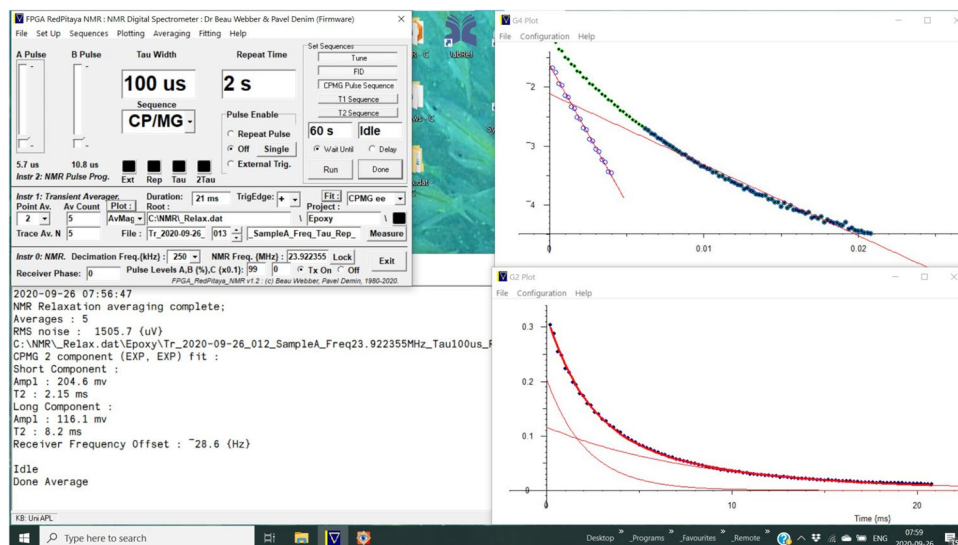 FPGA RedPitaya NMR : NMR Digital Spectrometer : Dr Beau Webber & Pavel Denim (Firmware)
File Set Up Sequences Plotting Averaging Fitting Help
A Pulse B Pulse Tau Width Repeat Time
100 us 2 s
Sequence
CP/MG
Pulse Enable
Repeat Pulse
Off Single
External Trig.
5.7 us 10.8 us
Ext Rep Tau 2Tau
Instr 2: NMR Pulse Prog.
Set Sequences
Tune
FID
CPMG Pulse Sequence
T1 Sequence
T2 Sequence
60 s Idle
Wait Until Delay
Run Done
Instr 1: Transient Averager. Duration: 21 ms TrigEdge: + Fit : CPMG ee
Point Av. Av Count Plot : Root : Project :
2 5 AvMag C:\NMR\_Relax.dat \ Epoxy \
Trace Av. N 5 File : Tr_2020-09-26_ 013 _SampleA_Freq_Tau_Rep_ Measure
Instr 0: NMR. Decimation Freq.{kHz} : 250 NMR Freq. {MHz} : 23.922355 Lock Exit
Receiver Phase: 0 Pulse Levels A,B {%},C {x0.1}: 99 0 Tx On Off
FPGA_RedPitaya_NMR v1.2 : (c) Beau Webber, Pavel Demin, 1980-2020.
2020-09-26 07:56:47
NMR Relaxation averaging complete;
Averages : 5
RMS noise : 1505.7 {uV}
C:\NMR\_Relax.dat\Epoxy\Tr_2020-09-26_012_SampleA_Freq23.922355MHz_Tau100us_
CPMG 2 component (EXP, EXP) fit :
Short Component :
Ampl : 204.6 mv
T2 : 2.15 ms
Long Component :
Ampl : 116.1 mv
T2 : 8.2 ms
Receiver Frequency Offset : ¯28.6 {Hz}
Idle
Done Average
KB: Uni APL
LabRef
G4 Plot
File Configuration Help
¯2
¯3
¯4
0 0.01 0.02
G2 Plot
File Configuration Help
0.3
0.2
0.1
0
0 10 20
Time {ms}
Type here to search
Desktop » _Programs » _Favourites » _Remote » ENG 07:59
2020-09-26